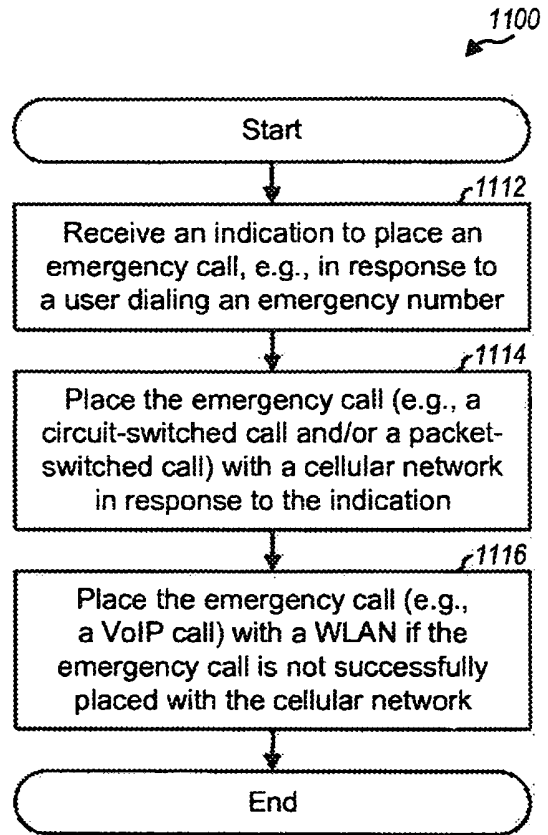 1100
Start
1112
Receive an indication to place an
emergency call, e.g., in response to
a user dialing an emergency number
1114
Place the emergency call (e.g., a
circuit-switched call and/or a packet-
switched call) with a cellular network
in response to the indication
1116
Place the emergency call (e.g.,
a VoIP call) with a WLAN if the
emergency call is not successfully
placed with the cellular network
End